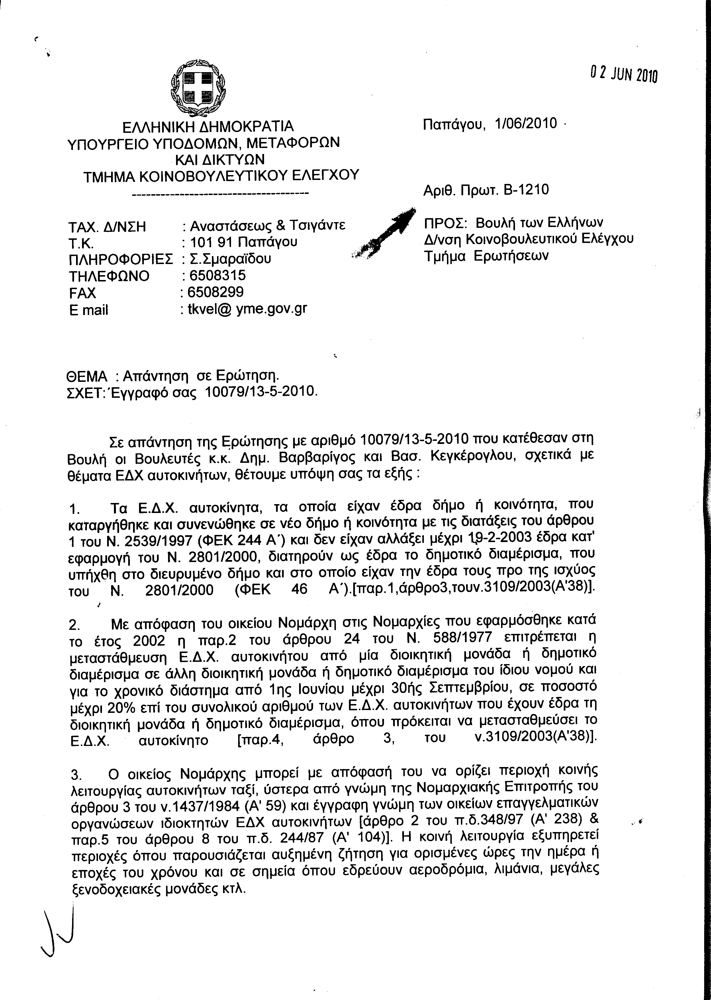 02 JUN 2010
ΕΛΛΗΝΙΚΗ ΔΗΜΟΚΡΑΤΙΑ
ΥΠΟΥΡΓΕΙΟ ΥΠΟΔΟΜΩΝ, ΜΕΤΑΦΟΡΩΝ
ΚΑΙ ΔΙΚΤΥΩΝ
ΤΜΗΜΑ ΚΟΙΝΟΒΟΥΛΕΥΤΙΚΟΥ ΕΛΕΓΧΟΥ
------------------------------------
Παπάγου, 1/06/2010
Αριθ. Πρωτ. Β-1210
ΤΑΧ. Δ/ΝΣΗ : Αναστάσεως & Τσιγάντε
Τ.Κ. : 101 91 Παπάγου
ΠΛΗΡΟΦΟΡΙΕΣ : Σ.Σμαραϊδου
ΤΗΛΕΦΩΝΟ : 6508315
FAX : 6508299
E mail : tkvel@ yme.gov.gr
ΠΡΟΣ: Βουλή των Ελλήνων
Δ/νση Κοινοβουλευτικού Ελέγχου
Τμήμα Ερωτήσεων
ΘΕΜΑ : Απάντηση σε Ερώτηση.
ΣΧΕΤ: Έγγραφό σας 10079/13-5-2010.
Σε απάντηση της Ερώτησης με αριθμό 10079/13-5-2010 που κατέθεσαν στη
Βουλή οι Βουλευτές κ.κ. Δημ. Βαρβαρίγος και Βασ. Κεγκέρογλου, σχετικά με
θέματα ΕΔΧ αυτοκινήτων, θέτουμε υπόψη σας τα εξής :
1. Τα Ε.Δ.Χ. αυτοκίνητα, τα οποία είχαν έδρα δήμο ή κοινότητα, που
καταργήθηκε και συνενώθηκε σε νέο δήμο ή κοινότητα με τις διατάξεις του άρθρου
1 του Ν. 2539/1997 (ΦΕΚ 244 Α΄) και δεν είχαν αλλάξει μέχρι 19-2-2003 έδρα κατ'
εφαρμογή του Ν. 2801/2000, διατηρούν ως έδρα το δημοτικό διαμέρισμα, που
υπήχθη στο διευρυμένο δήμο και στο οποίο είχαν την έδρα τους προ της ισχύος
του Ν. 2801/2000 (ΦΕΚ 46 Α΄).[παρ.1,άρθρο3,τουν.3109/2003(Α'38)].
2. Με απόφαση του οικείου Νομάρχη στις Νομαρχίες που εφαρμόσθηκε κατά
το έτος 2002 η παρ.2 του άρθρου 24 του Ν. 588/1977 επιτρέπεται η
μεταστάθμευση Ε.Δ.Χ. αυτοκινήτου από μία διοικητική μονάδα ή δημοτικό
διαμέρισμα σε άλλη διοικητική μονάδα ή δημοτικό διαμέρισμα του ίδιου νομού και
για το χρονικό διάστημα από 1ης Ιουνίου μέχρι 30ής Σεπτεμβρίου, σε ποσοστό
μέχρι 20% επί του συνολικού αριθμού των Ε.Δ.Χ. αυτοκινήτων που έχουν έδρα τη
διοικητική μονάδα ή δημοτικό διαμέρισμα, όπου πρόκειται να μετασταθμεύσει το
Ε.Δ.Χ. αυτοκίνητο [παρ.4, άρθρο 3, του ν.3109/2003(Α'38)].
3. Ο οικείος Νομάρχης μπορεί με απόφασή του να ορίζει περιοχή κοινής
λειτουργίας αυτοκινήτων ταξί, ύστερα από γνώμη της Νομαρχιακής Επιτροπής του
άρθρου 3 του ν.1437/1984 (Α' 59) και έγγραφη γνώμη των οικείων επαγγελματικών
οργανώσεων ιδιοκτητών ΕΔΧ αυτοκινήτων [άρθρο 2 του π.δ.348/97 (Α' 238) &
παρ.5 του άρθρου 8 του π.δ. 244/87 (Α' 104)]. Η κοινή λειτουργία εξυπηρετεί
περιοχές όπου παρουσιάζεται αυξημένη ζήτηση για ορισμένες ώρες την ημέρα ή
εποχές του χρόνου και σε σημεία όπου εδρεύουν αεροδρόμια, λιμάνια, μεγάλες
ξενοδοχειακές μονάδες κτλ.